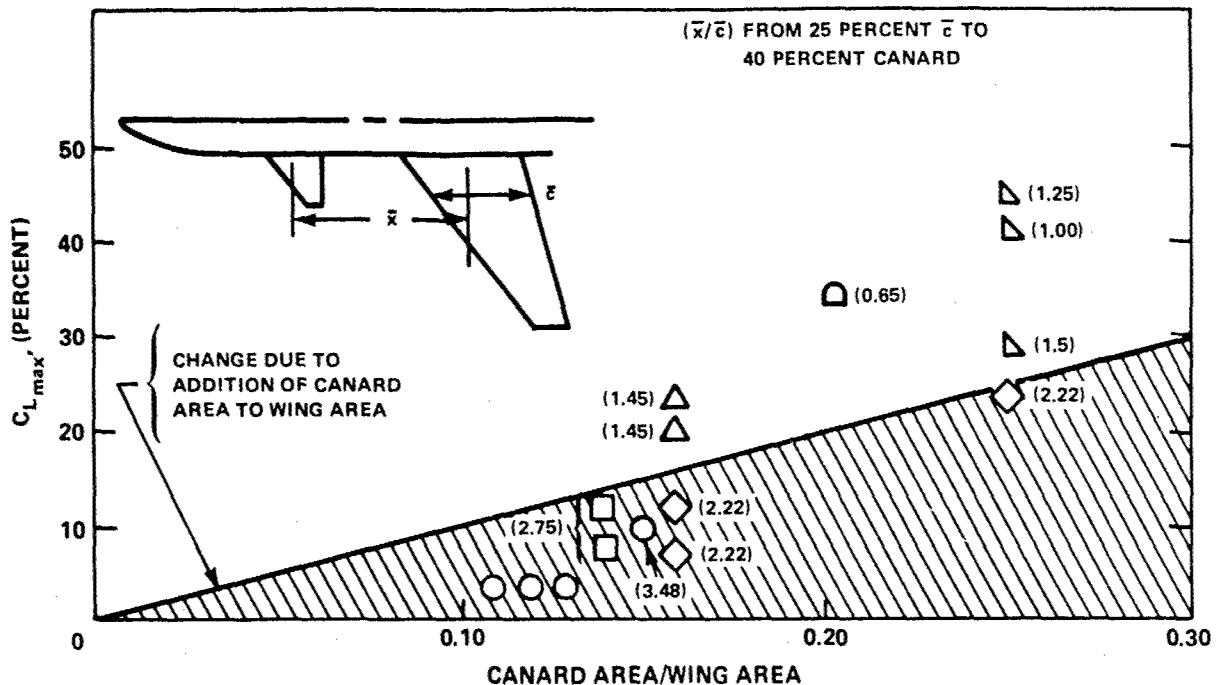 (x̄/c̄) FROM 25 PERCENT c̄ TO
40 PERCENT CANARD
50
40
30
20
10
0
C_Lmax, (PERCENT)
c̄
x̄
CHANGE DUE TO
ADDITION OF CANARD
AREA TO WING AREA
(1.25)
(1.00)
(0.65)
(1.5)
(1.45)
(2.22)
(1.45)
(2.75)
(2.22)
(2.22)
(3.48)
0.10
0.20
0.30
CANARD AREA/WING AREA